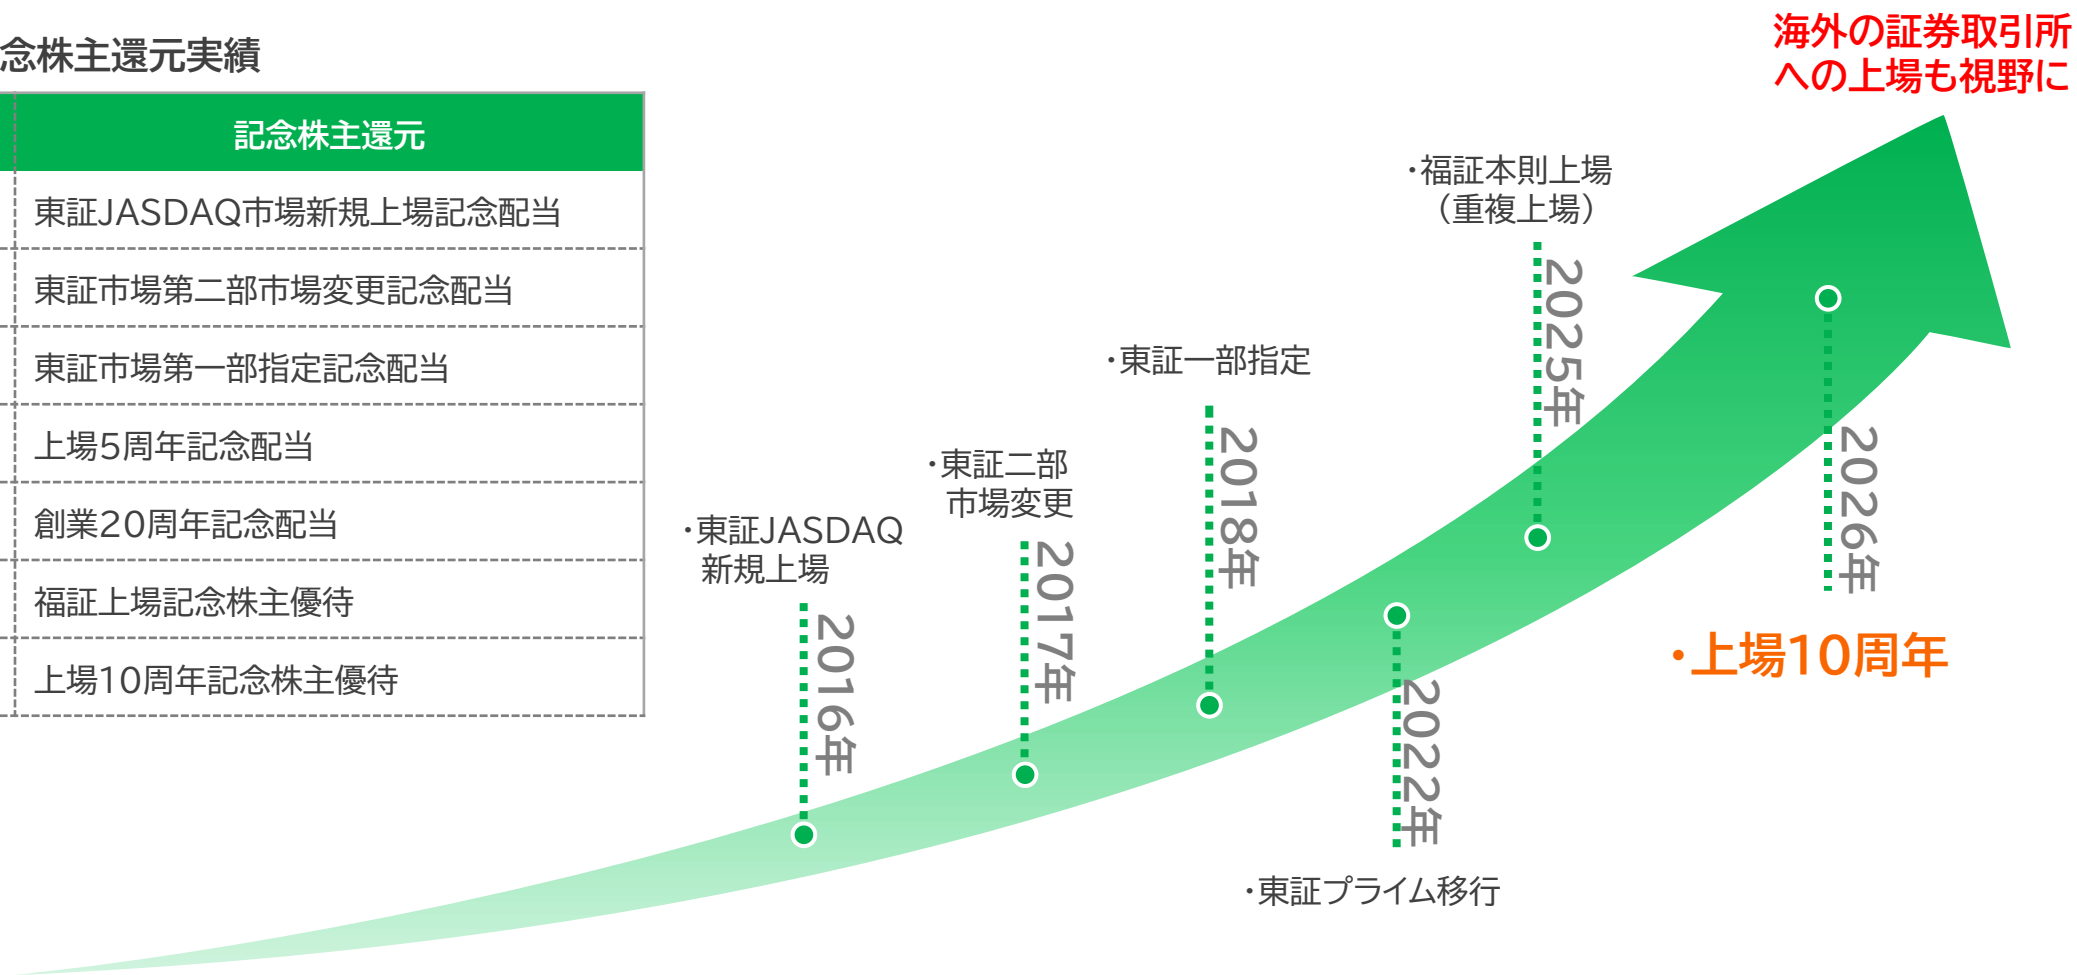 念株主還元実績
記念株主還元
東証JASDAQ市場新規上場記念配当
東証市場第二部市場変更記念配当
東証市場第一部指定記念配当
上場5周年記念配当
創業20周年記念配当
福証上場記念株主優待
上場10周年記念株主優待
・東証JASDAQ
新規上場
2016年
・東証二部
市場変更
2017年
・東証一部指定
2018年
2022年
・東証プライム移行
・福証本則上場
（重複上場）
2025年
2026年
・上場10周年
海外の証券取引所
への上場も視野に